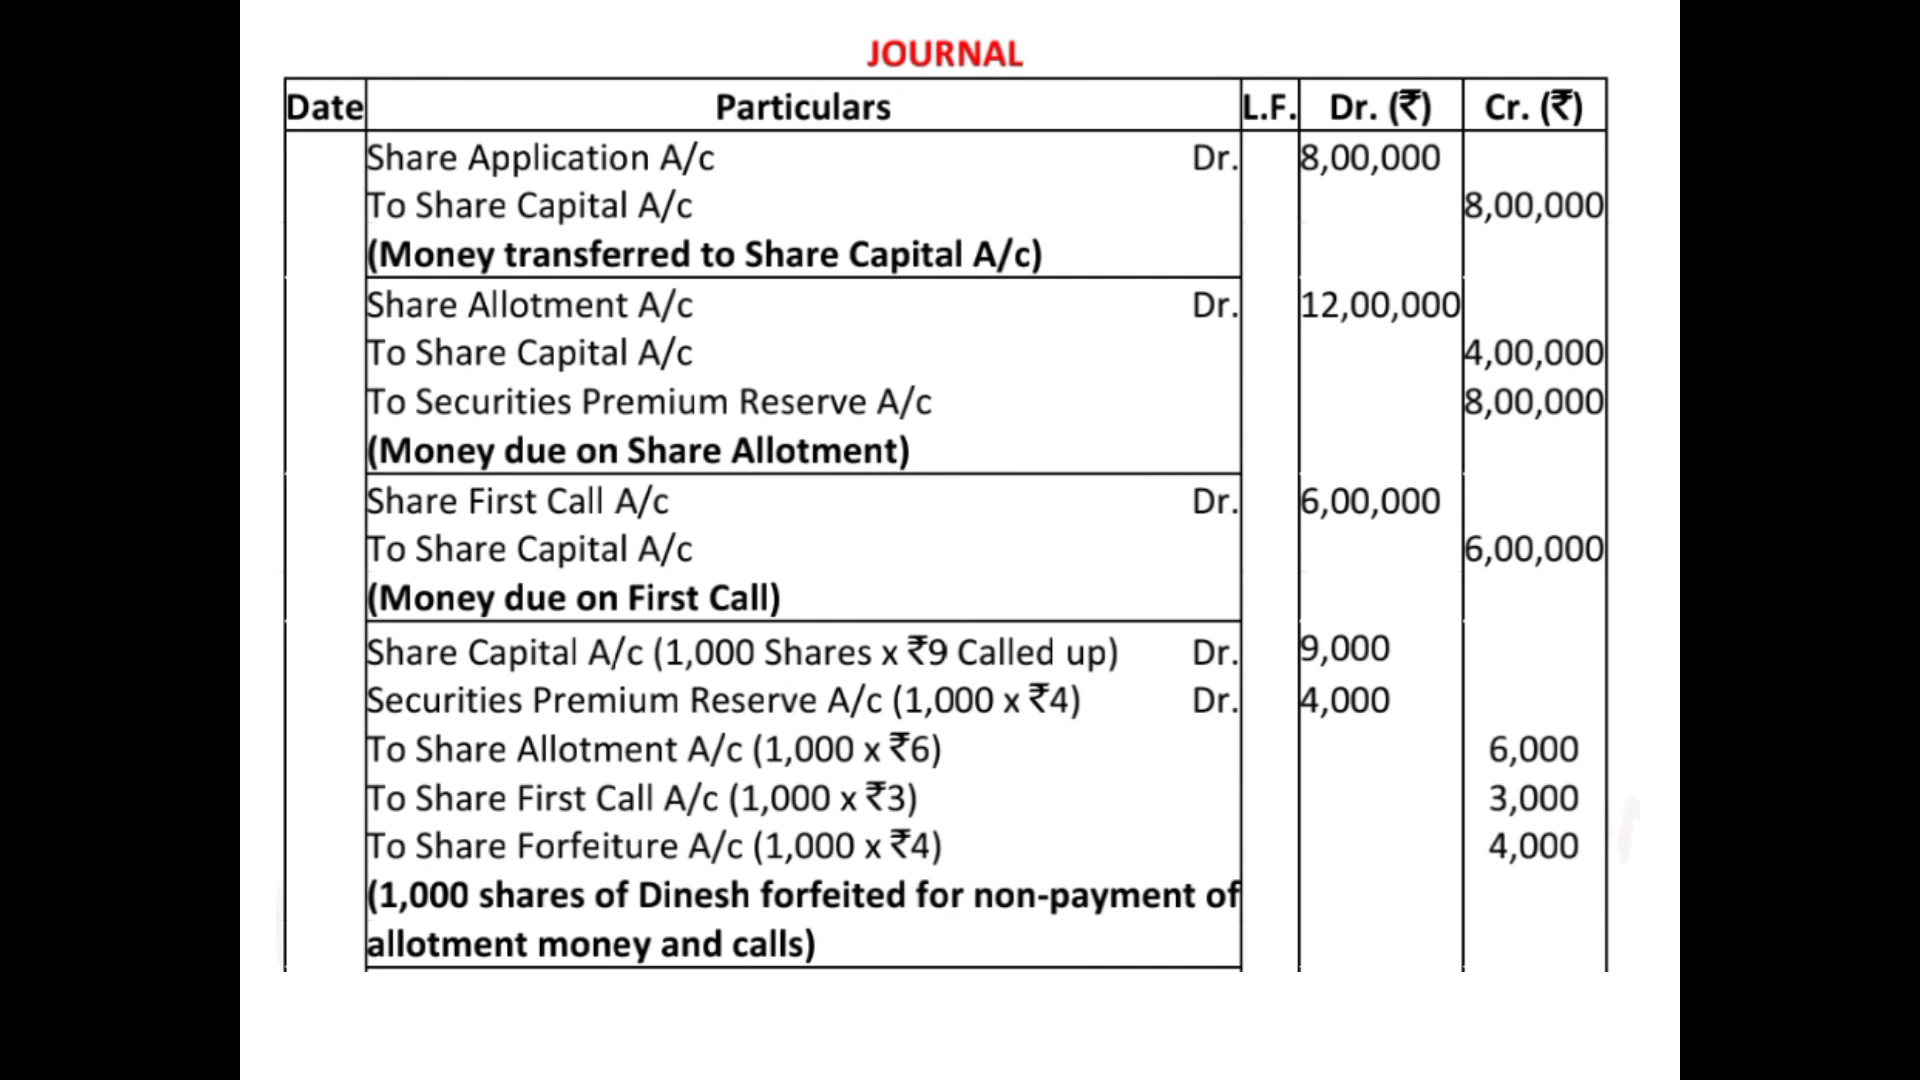 JOURNAL
Date Particulars L.F. Dr. (₹) Cr. (₹)
Share Application A/c Dr. 8,00,000
To Share Capital A/c 8,00,000
(Money transferred to Share Capital A/c)
Share Allotment A/c Dr. 12,00,000
To Share Capital A/c 4,00,000
To Securities Premium Reserve A/c 8,00,000
(Money due on Share Allotment)
Share First Call A/c Dr. 6,00,000
To Share Capital A/c 6,00,000
(Money due on First Call)
Share Capital A/c (1,000 Shares x ₹9 Called up) Dr. 9,000
Securities Premium Reserve A/c (1,000 x ₹4) Dr. 4,000
To Share Allotment A/c (1,000 x ₹6) 6,000
To Share First Call A/c (1,000 x ₹3) 3,000
To Share Forfeiture A/c (1,000 x ₹4) 4,000
(1,000 shares of Dinesh forfeited for non-payment of
allotment money and calls)